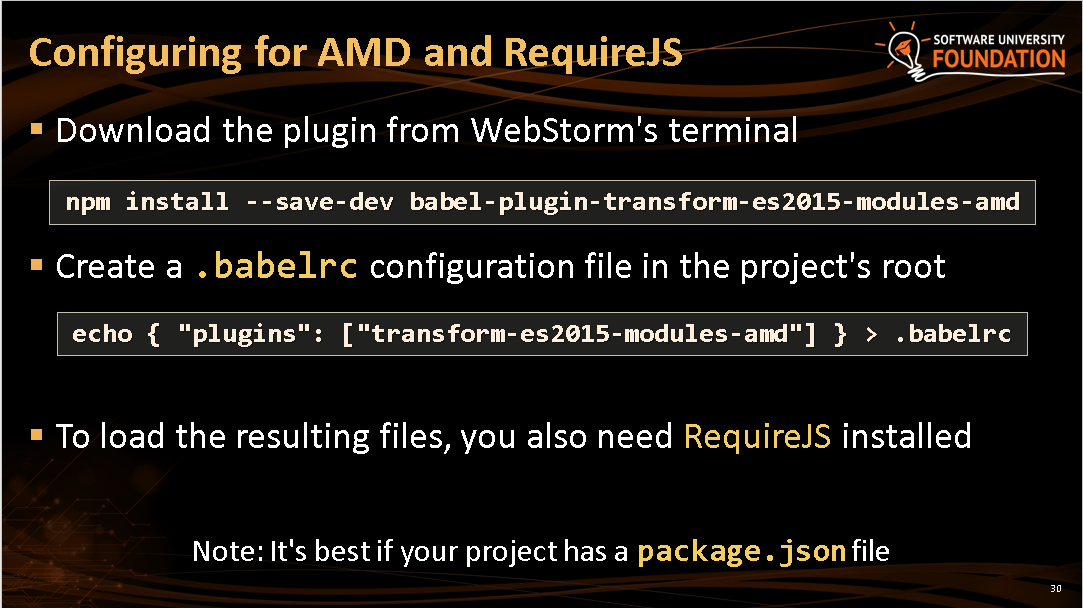 Configuring for AMD and RequireJS
SOFTWARE UNIVERSITY
FOUNDATION
▪ Download the plugin from WebStorm's terminal
npm install --save-dev babel-plugin-transform-es2015-modules-amd
▪ Create a .babelrc configuration file in the project's root
echo { "plugins": ["transform-es2015-modules-amd"] } > .babelrc
▪ To load the resulting files, you also need RequireJS installed
Note: It's best if your project has a package.json file
30